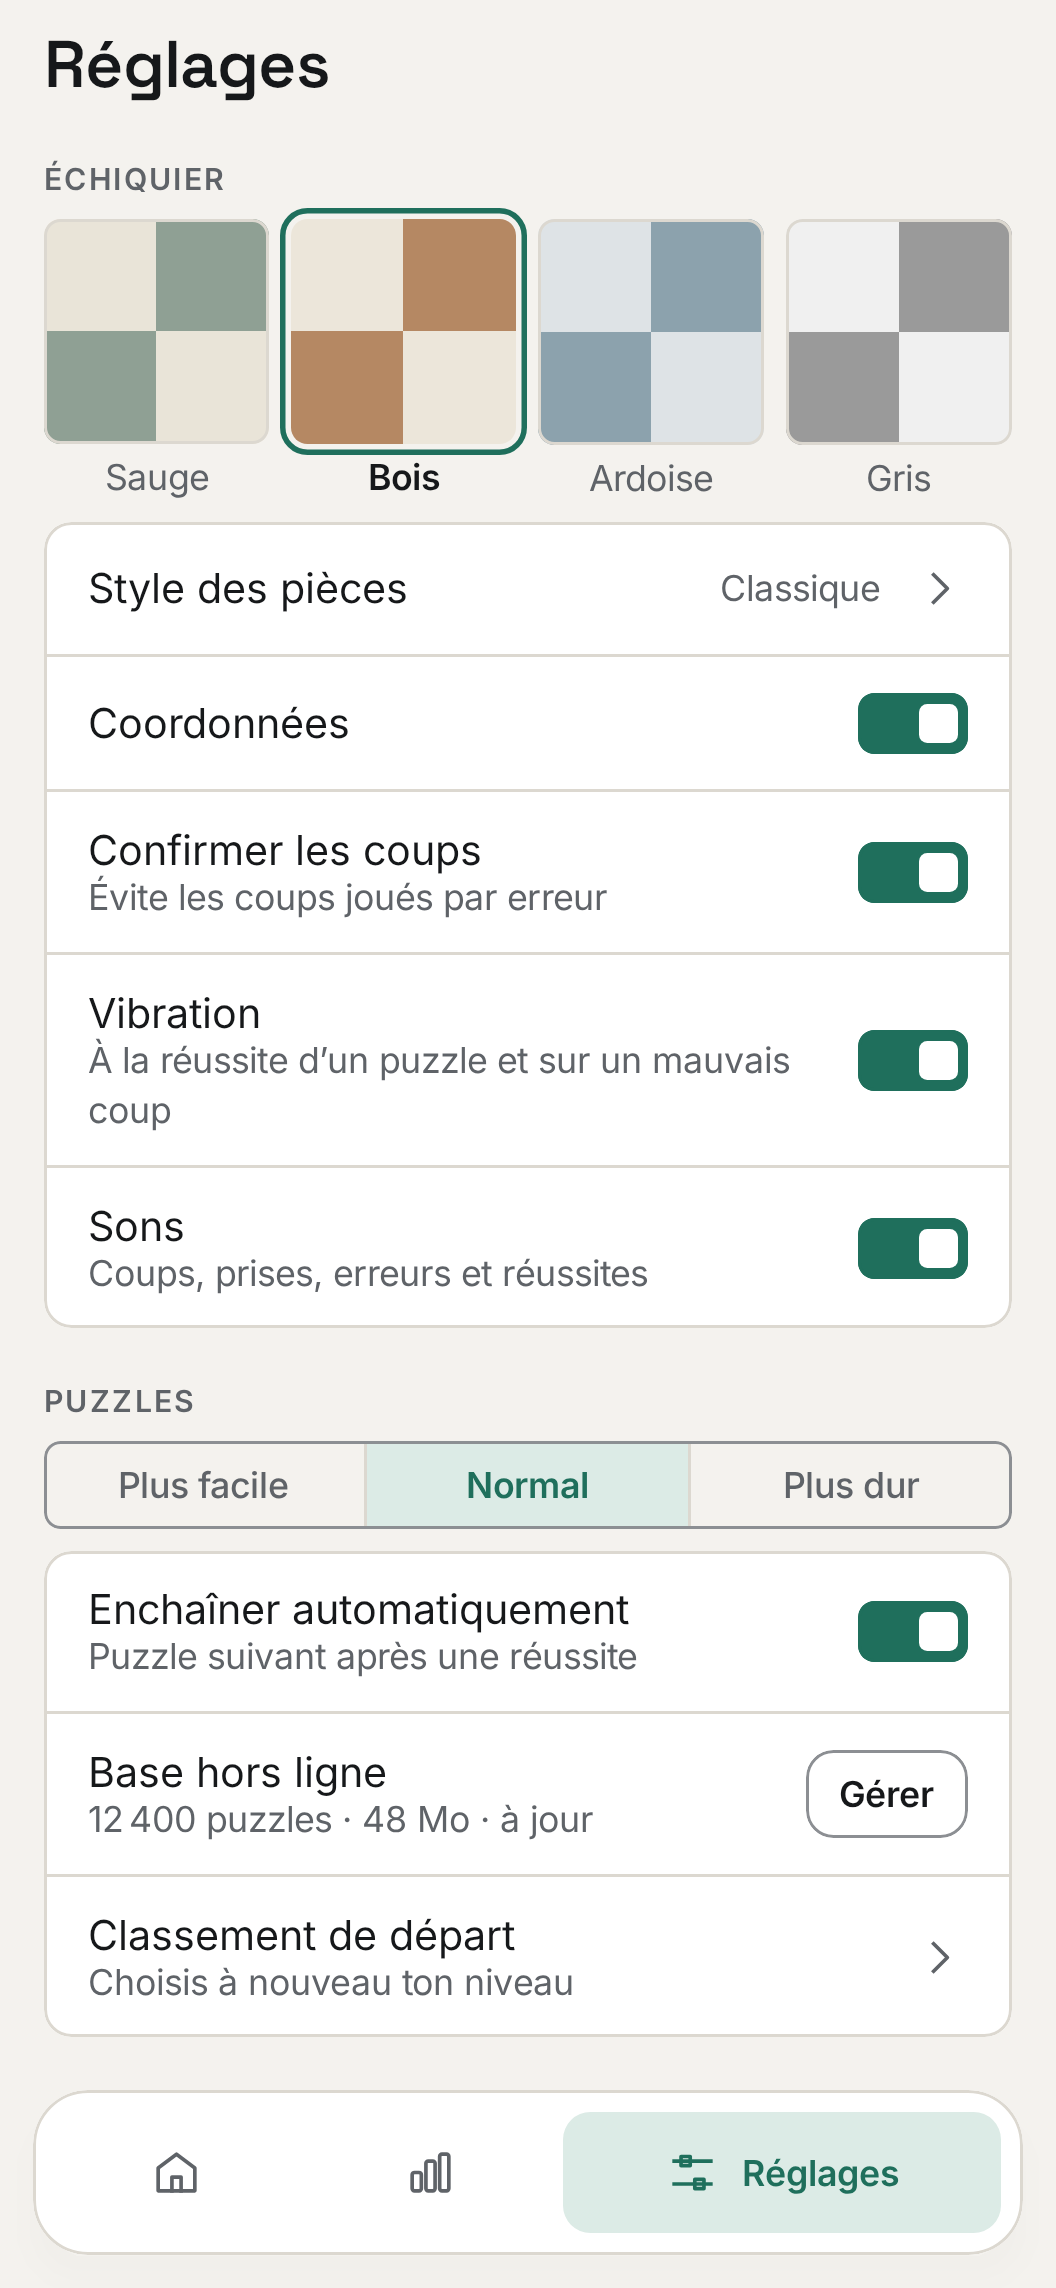 Réglages
ÉCHIQUIER
Sauge
Bois
Ardoise
Gris
Style des pièces
Classique
Coordonnées
Confirmer les coups
Évite les coups joués par erreur
Vibration
À la réussite d’un puzzle et sur un mauvais
coup
Sons
Coups, prises, erreurs et réussites
PUZZLES
Plus facile
Normal
Plus dur
Enchaîner automatiquement
Puzzle suivant après une réussite
Base hors ligne
12 400 puzzles · 48 Mo · à jour
Gérer
Classement de départ
Choisis à nouveau ton niveau
Réglages